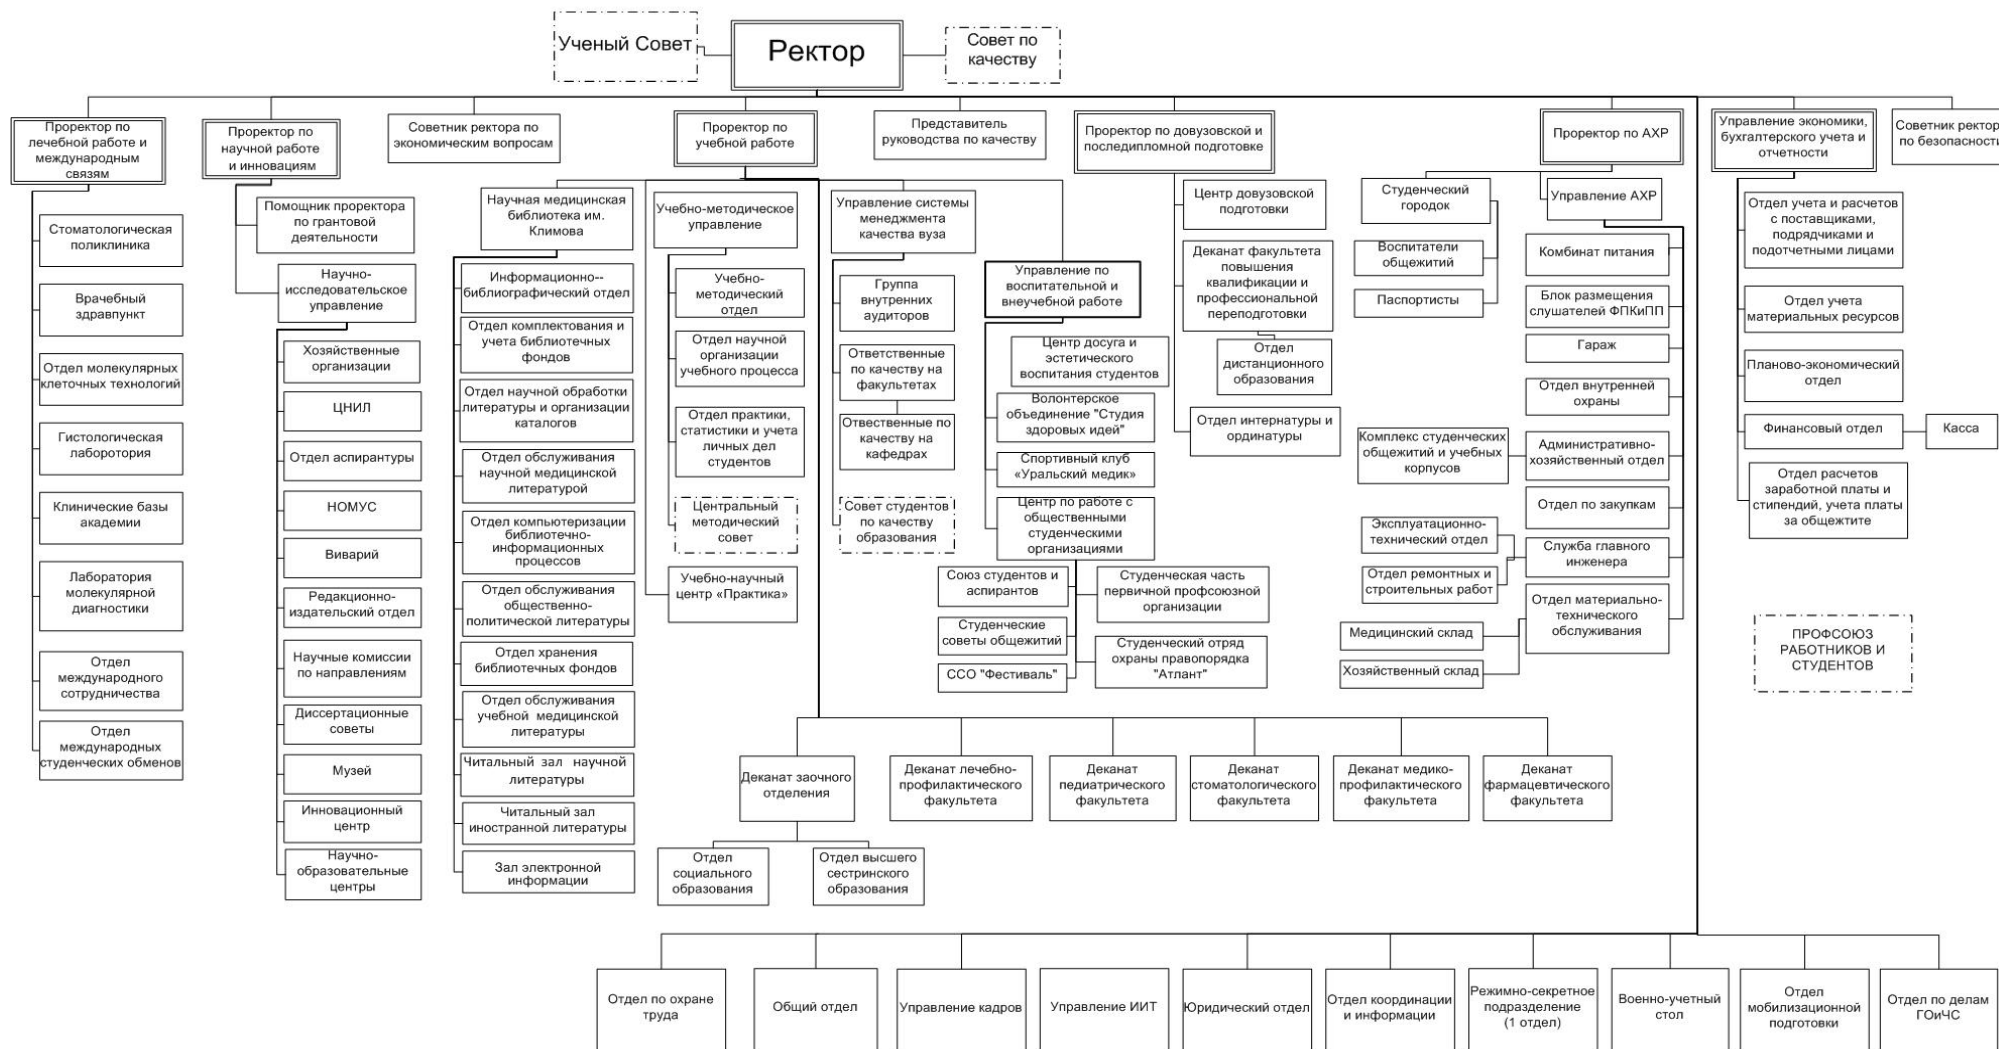 Ученый Совет
Ректор
Совет по
качеству
Проректор по
лечебной работе и
международным
связям
Проректор по
научной работе
и инновациям
Советник ректора по
экономическим вопросам
Проректор по
учебной работе
Представитель
руководства по качеству
Проректор по довузовской и
последипломной подготовке
Проректор по АХР
Управление экономики,
бухгалтерского учета и
отчетности
Советник ректор
по безопасност
Стоматологическая
поликлиника
Врачебный
здравпункт
Отдел молекулярных
клеточных технологий
Гистологическая
лаборотория
Клинические базы
академии
Лаборатория
молекулярной
диагностики
Отдел
международного
сотрудничества
Отдел
международных
студенческих обменов
Помощник проректора
по грантовой
деятельности
Научно-
исследовательское
управление
Хозяйственные
организации
ЦНИЛ
Отдел аспирантуры
НОМУС
Виварий
Редакционно-
издательский отдел
Научные комиссии
по направлениям
Диссертационные
советы
Музей
Инновационный
центр
Научно-
образовательные
центры
Научная медицинская
библиотека им.
Климова
Информационно--
библиографический отдел
Отдел комплектования и
учета библиотечных
фондов
Отдел научной обработки
литературы и организации
каталогов
Отдел обслуживания
научной медицинской
литературой
Отдел компьютеризации
библиотечно-
информационных
процессов
Отдел обслуживания
общественно-
политической литературы
Отдел хранения
библиотечных фондов
Отдел обслуживания
учебной медицинской
литературы
Читальный зал научной
литературы
Читальный зал
иностранной литературы
Зал электронной
информации
Учебно-методическое
управление
Учебно-
методический
отдел
Отдел научной
организации
учебного процесса
Отдел практики,
статистики и учета
личных дел
студентов
Центральный
методический
совет
Учебно-научный
центр «Практика»
Управление системы
менеджмента
качества вуза
Группа
внутренних
аудиторов
Ответственные
по качеству на
факультетах
Отвественные по
качеству на
кафедрах
Совет студентов
по качеству
образования
Управление по
воспитательной и
внеучебной работе
Центр досуга и
эстетического
воспитания студентов
Волонтерское
объединение "Студия
здоровых идей"
Спортивный клуб
«Уральский медик»
Центр по работе с
общественными
студенческими
организациями
Союз студентов и
аспирантов
Студенческие
советы общежитий
ССО "Фестиваль"
Студенческая часть
первичной профсоюзной
организации
Студенческий отряд
охраны правопорядка
"Атлант"
Центр довузовской
подготовки
Деканат факультета
повышения
квалификации и
профессиональной
переподготовки
Отдел
дистанционного
образования
Отдел интернатуры и
ординатуры
Студенческий
городок
Воспитатели
общежитий
Паспортисты
Управление АХР
Комбинат питания
Блок размещения
слушателей ФПКиПП
Гараж
Отдел внутренней
охраны
Комплекс студенческих
общежитий и учебных
корпусов
Административно-
хозяйственный отдел
Отдел по закупкам
Эксплуатационно-
технический отдел
Служба главного
инженера
Отдел ремонтных и
строительных работ
Отдел материально-
технического
обслуживания
Медицинский склад
Хозяйственный склад
Отдел учета и расчетов
с поставщиками,
подрядчиками и
подотчетными лицами
Отдел учета
материальных ресурсов
Планово-экономический
отдел
Финансовый отдел
Касса
Отдел расчетов
заработной платы и
стипендий, учета платы
за общежтите
ПРОФСОЮЗ
РАБОТНИКОВ И
СТУДЕНТОВ
Деканат заочного
отделения
Деканат лечебно-
профилактического
факультета
Деканат
педиатрического
факультета
Деканат
стоматологического
факультета
Деканат медико-
профилактического
факультета
Деканат
фармацевтического
факультета
Отдел
социального
образования
Отдел высшего
сестринского
образования
Отдел по охране
труда
Общий отдел
Управление кадров
Управление ИИТ
Юридический отдел
Отдел координации
и информации
Режимно-секретное
подразделение
(1 отдел)
Военно-учетный
стол
Отдел
мобилизационной
подготовки
Отдел по делам
ГОиЧС